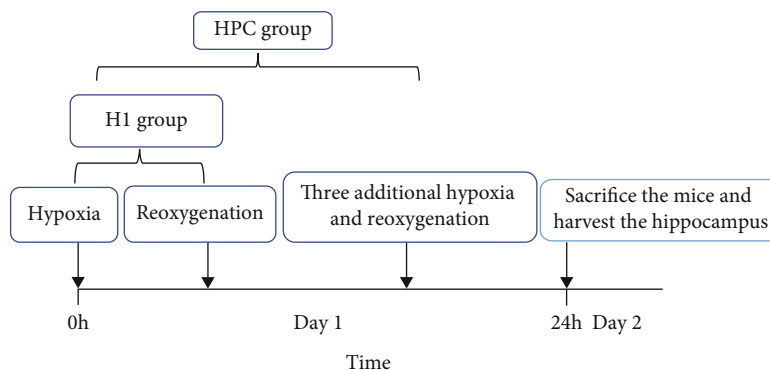 HPC group
H1 group
Hypoxia
Reoxygenation
Three additional hypoxia
and reoxygenation
Sacrifice the mice and
harvest the hippocampus
0h
Day 1
24h Day 2
Time